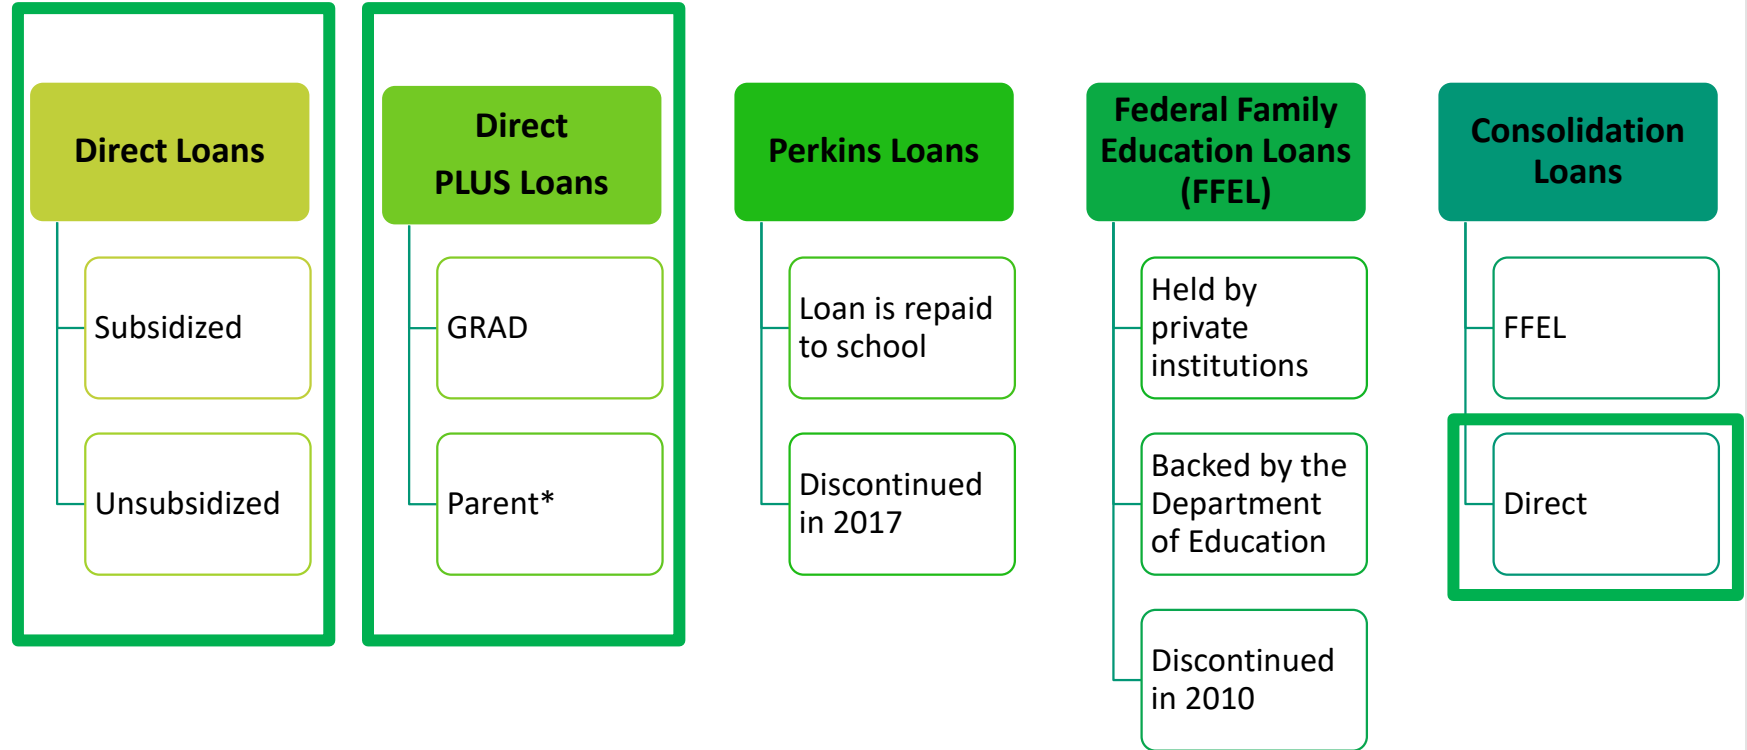 Direct Loans
Subsidized
Unsubsidized
Direct
PLUS Loans
GRAD
Parent*
Perkins Loans
Loan is repaid
to school
Discontinued
in 2017
Federal Family
Education Loans
(FFEL)
Held by
private
institutions
Backed by the
Department
of Education
Discontinued
in 2010
Consolidation
Loans
FFEL
Direct